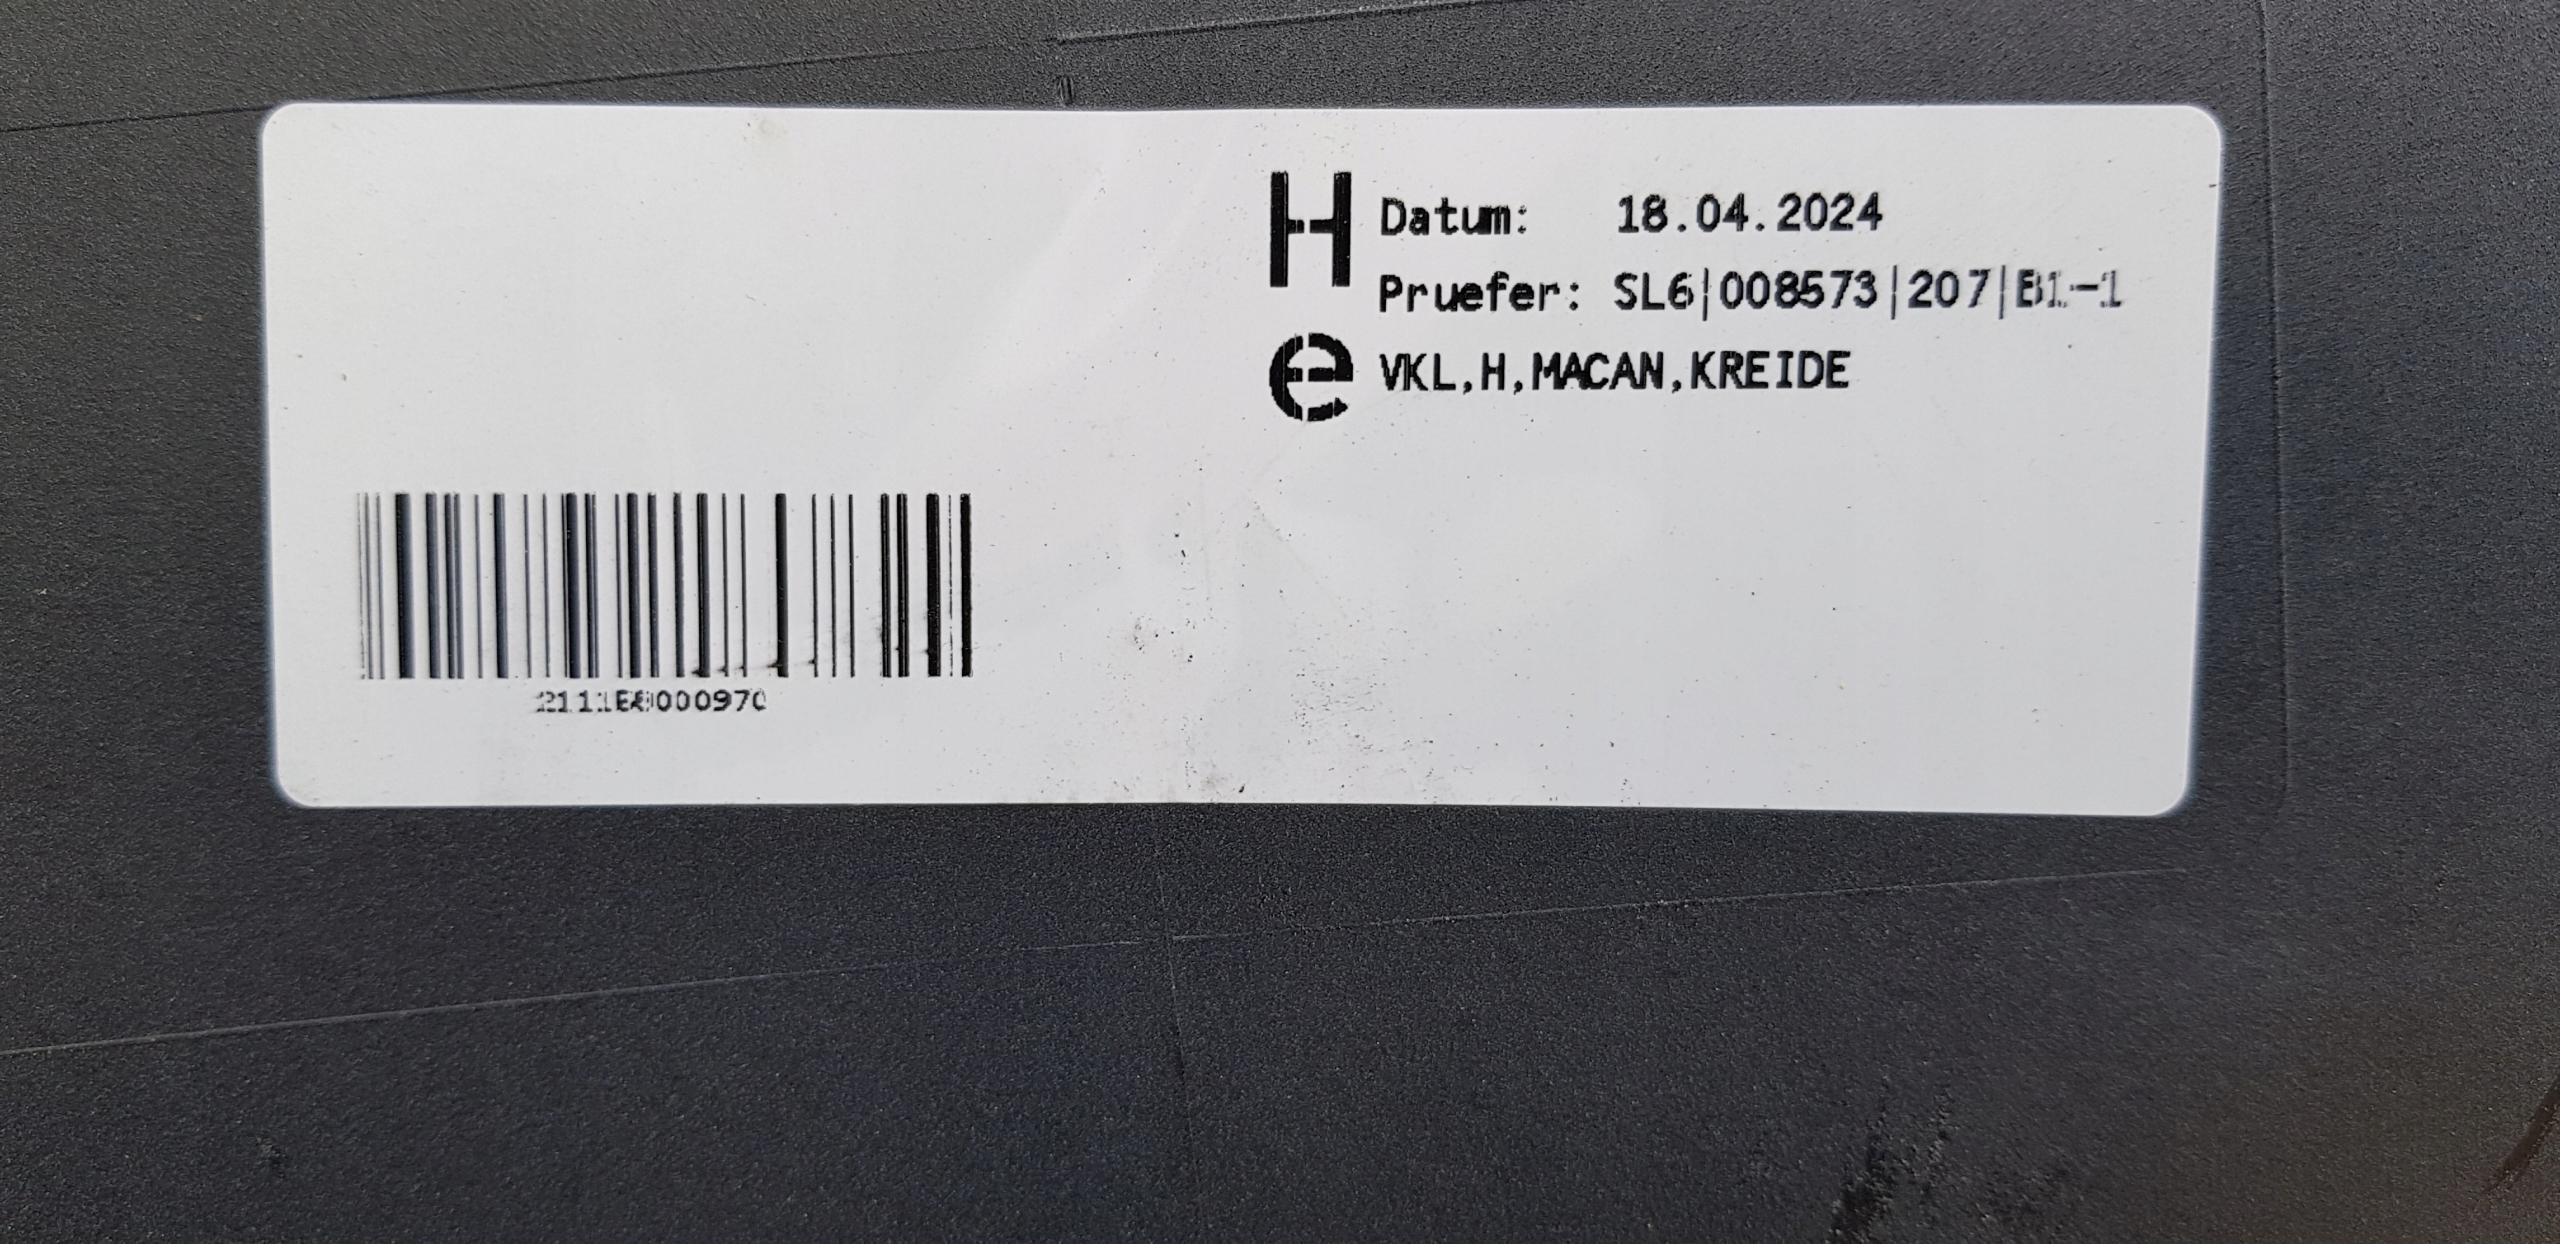 H
Datum: 18.04.2024
Pruefer: SL6|008573|207|B1-1
e
VKL,H,MACAN,KREIDE